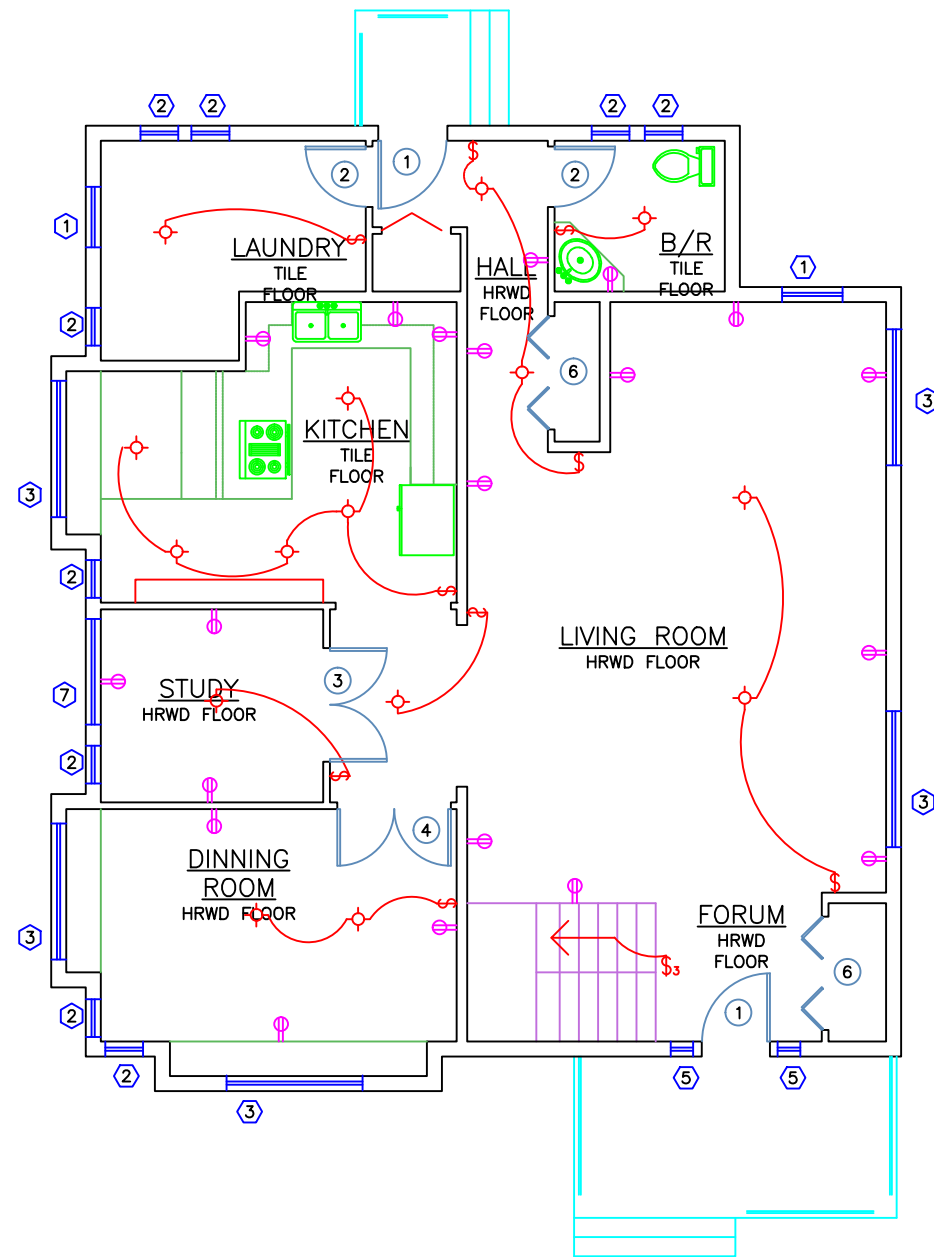 2 2 2 2
1
2 1 2
LAUNDRY
TILE
FLOOR
HALL
HRWD
FLOOR
B/R
TILE
FLOOR
1
2
6
3
3
KITCHEN
TILE
FLOOR
3
2
LIVING ROOM
HRWD FLOOR
7
STUDY
HRWD FLOOR
3
2
3
4
DINNING
ROOM
HRWD FLOOR
3
FORUM
HRWD
FLOOR
$3
6
2
1
2
5 5
3